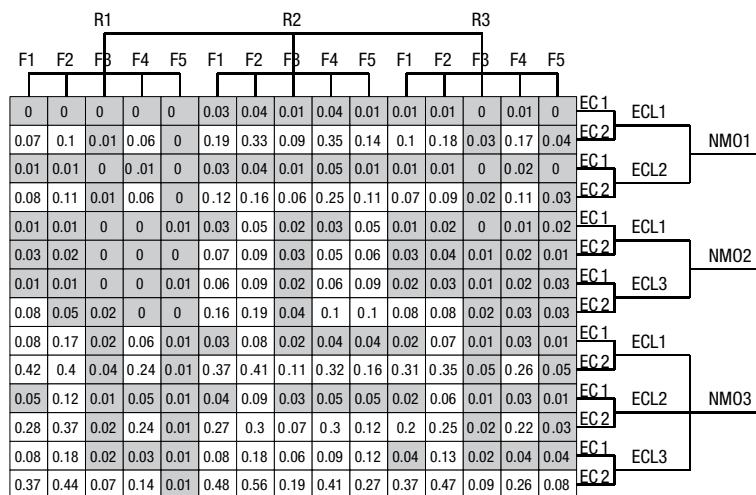 R1 R2 R3
F1 F2 F3 F4 F5 F1 F2 F3 F4 F5 F1 F2 F3 F4 F5
0 0 0 0 0 0.03 0.04 0.01 0.04 0.01 0.01 0.01 0 0.01 0 EC1 ECL1
0.07 0.1 0.01 0.06 0 0.19 0.33 0.09 0.35 0.14 0.1 0.18 0.03 0.17 0.04 EC2 NMO1
0.01 0.01 0 0 .01 0 0.03 0.04 0.01 0.05 0.01 0.01 0.01 0 0.02 0 EC1 ECL2
0.08 0.11 0.01 0.06 0 0.12 0.16 0.06 0.25 0.11 0.07 0.09 0.02 0.11 0.03 EC2
0.01 0.01 0 0 0.01 0.03 0.05 0.02 0.03 0.05 0.01 0.02 0 0.01 0.02 EC1 ECL1
0.03 0.02 0 0 0 0.07 0.09 0.03 0.05 0.06 0.03 0.04 0.01 0.02 0.01 EC2 NMO2
0.01 0.01 0 0 0.01 0.06 0.09 0.02 0.06 0.09 0.02 0.03 0.01 0.02 0.03 EC1 ECL3
0.08 0.05 0.02 0 0 0.16 0.19 0.04 0.1 0.1 0.08 0.08 0.02 0.03 0.03 EC2
0.08 0.17 0.02 0.06 0.01 0.03 0.08 0.02 0.04 0.04 0.02 0.07 0.01 0.03 0.01 EC1 ECL1
0.42 0.4 0.04 0.24 0.01 0.37 0.41 0.11 0.32 0.16 0.31 0.35 0.05 0.26 0.05 EC2
0.05 0.12 0.01 0.05 0.01 0.04 0.09 0.03 0.05 0.05 0.02 0.06 0.01 0.03 0.01 EC1 ECL2 NMO3
0.28 0.37 0.02 0.24 0.01 0.27 0.3 0.07 0.3 0.12 0.2 0.25 0.02 0.22 0.03 EC2
0.08 0.18 0.02 0.03 0.01 0.08 0.18 0.06 0.09 0.12 0.04 0.13 0.02 0.04 0.04 EC1 ECL3
0.37 0.44 0.07 0.14 0.01 0.48 0.56 0.19 0.41 0.27 0.37 0.47 0.09 0.26 0.08 EC2